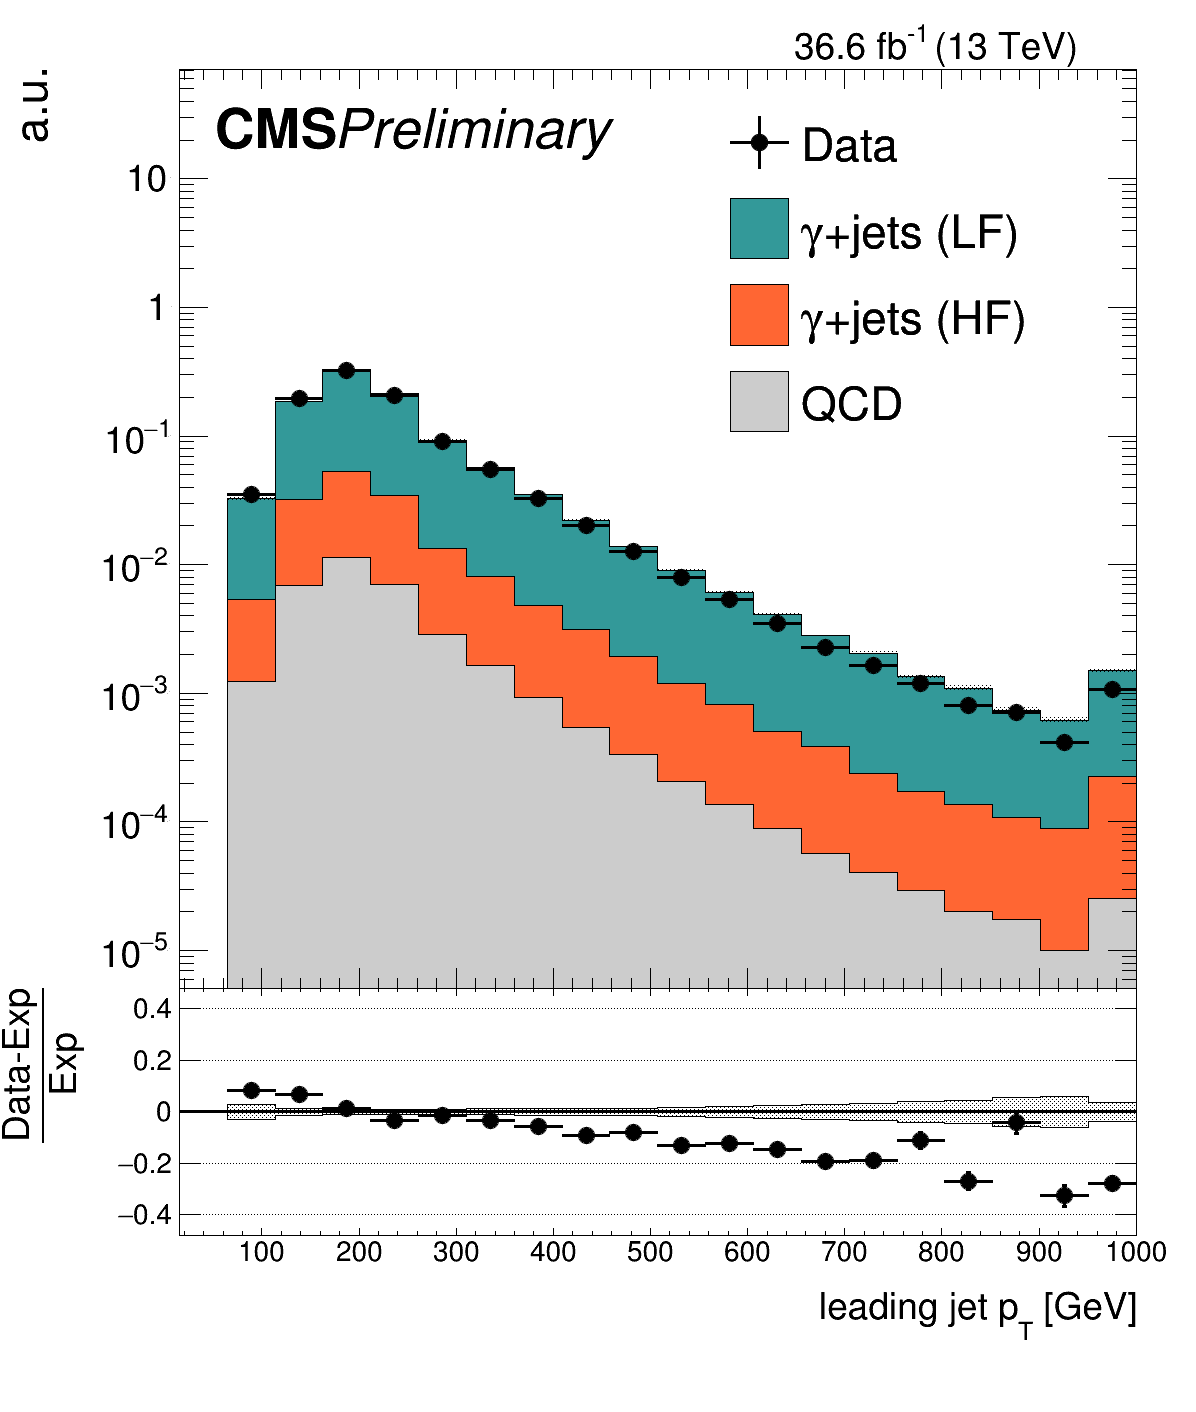 36.6 fb⁻¹ (13 TeV)
a.u.
CMS Preliminary
Data
γ+jets (LF)
γ+jets (HF)
QCD
10
1
10⁻¹
10⁻²
10⁻³
10⁻⁴
10⁻⁵
Data-Exp
Exp
0.4
0.2
0
−0.2
−0.4
100 200 300 400 500 600 700 800 900 1000
leading jet p_T [GeV]